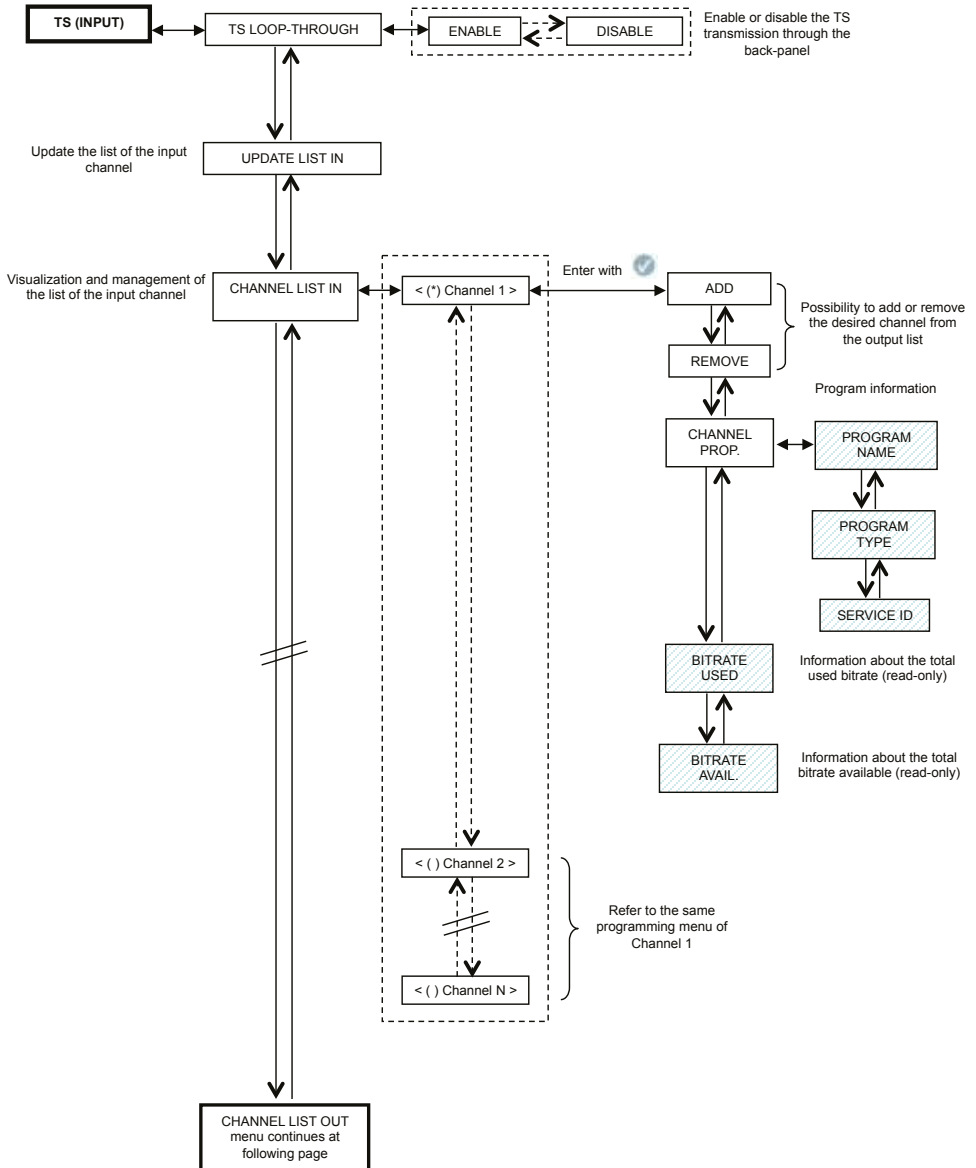 TS (INPUT)
TS LOOP-THROUGH
ENABLE
DISABLE
Enable or disable the TS
transmission through the
back-panel
Update the list of the input
channel
UPDATE LIST IN
Visualization and management of
the list of the input channel
CHANNEL LIST IN
< (*) Channel 1 >
Enter with
ADD
REMOVE
Possibility to add or remove
the desired channel from
the output list
Program information
CHANNEL
PROP.
PROGRAM
NAME
PROGRAM
TYPE
SERVICE ID
BITRATE
USED
Information about the total
used bitrate (read-only)
BITRATE
AVAIL.
Information about the total
bitrate available (read-only)
< ( ) Channel 2 >
Refer to the same
programming menu of
Channel 1
< ( ) Channel N >
CHANNEL LIST OUT
menu continues at
following page